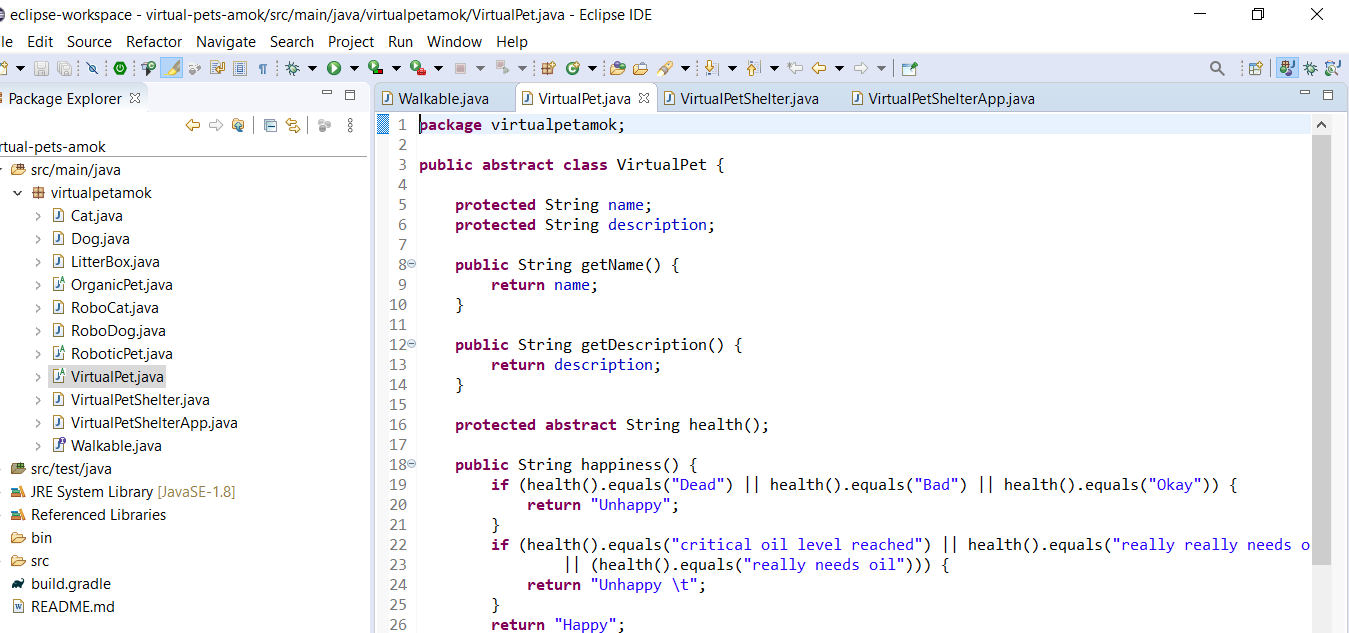 eclipse-workspace - virtual-pets-amok/src/main/java/virtualpetamok/VirtualPet.java - Eclipse IDE
le Edit Source Refactor Navigate Search Project Run Window Help
Package Explorer
rtual-pets-amok
src/main/java
virtualpetamok
Cat.java
Dog.java
LitterBox.java
OrganicPet.java
RoboCat.java
RoboDog.java
RoboticPet.java
VirtualPet.java
VirtualPetShelter.java
VirtualPetShelterApp.java
Walkable.java
src/test/java
JRE System Library [JavaSE-1.8]
Referenced Libraries
bin
src
build.gradle
README.md
Walkable.java VirtualPet.java VirtualPetShelter.java VirtualPetShelterApp.java
1 package virtualpetamok;
2
3 public abstract class VirtualPet {
4
5 protected String name;
6 protected String description;
7
8 public String getName() {
9 return name;
10 }
11
12 public String getDescription() {
13 return description;
14 }
15
16 protected abstract String health();
17
18 public String happiness() {
19 if (health().equals("Dead") || health().equals("Bad") || health().equals("Okay")) {
20 return "Unhappy";
21 }
22 if (health().equals("critical oil level reached") || health().equals("really really needs o
23 || (health().equals("really needs oil"))) {
24 return "Unhappy \t";
25 }
26 return "Happy";